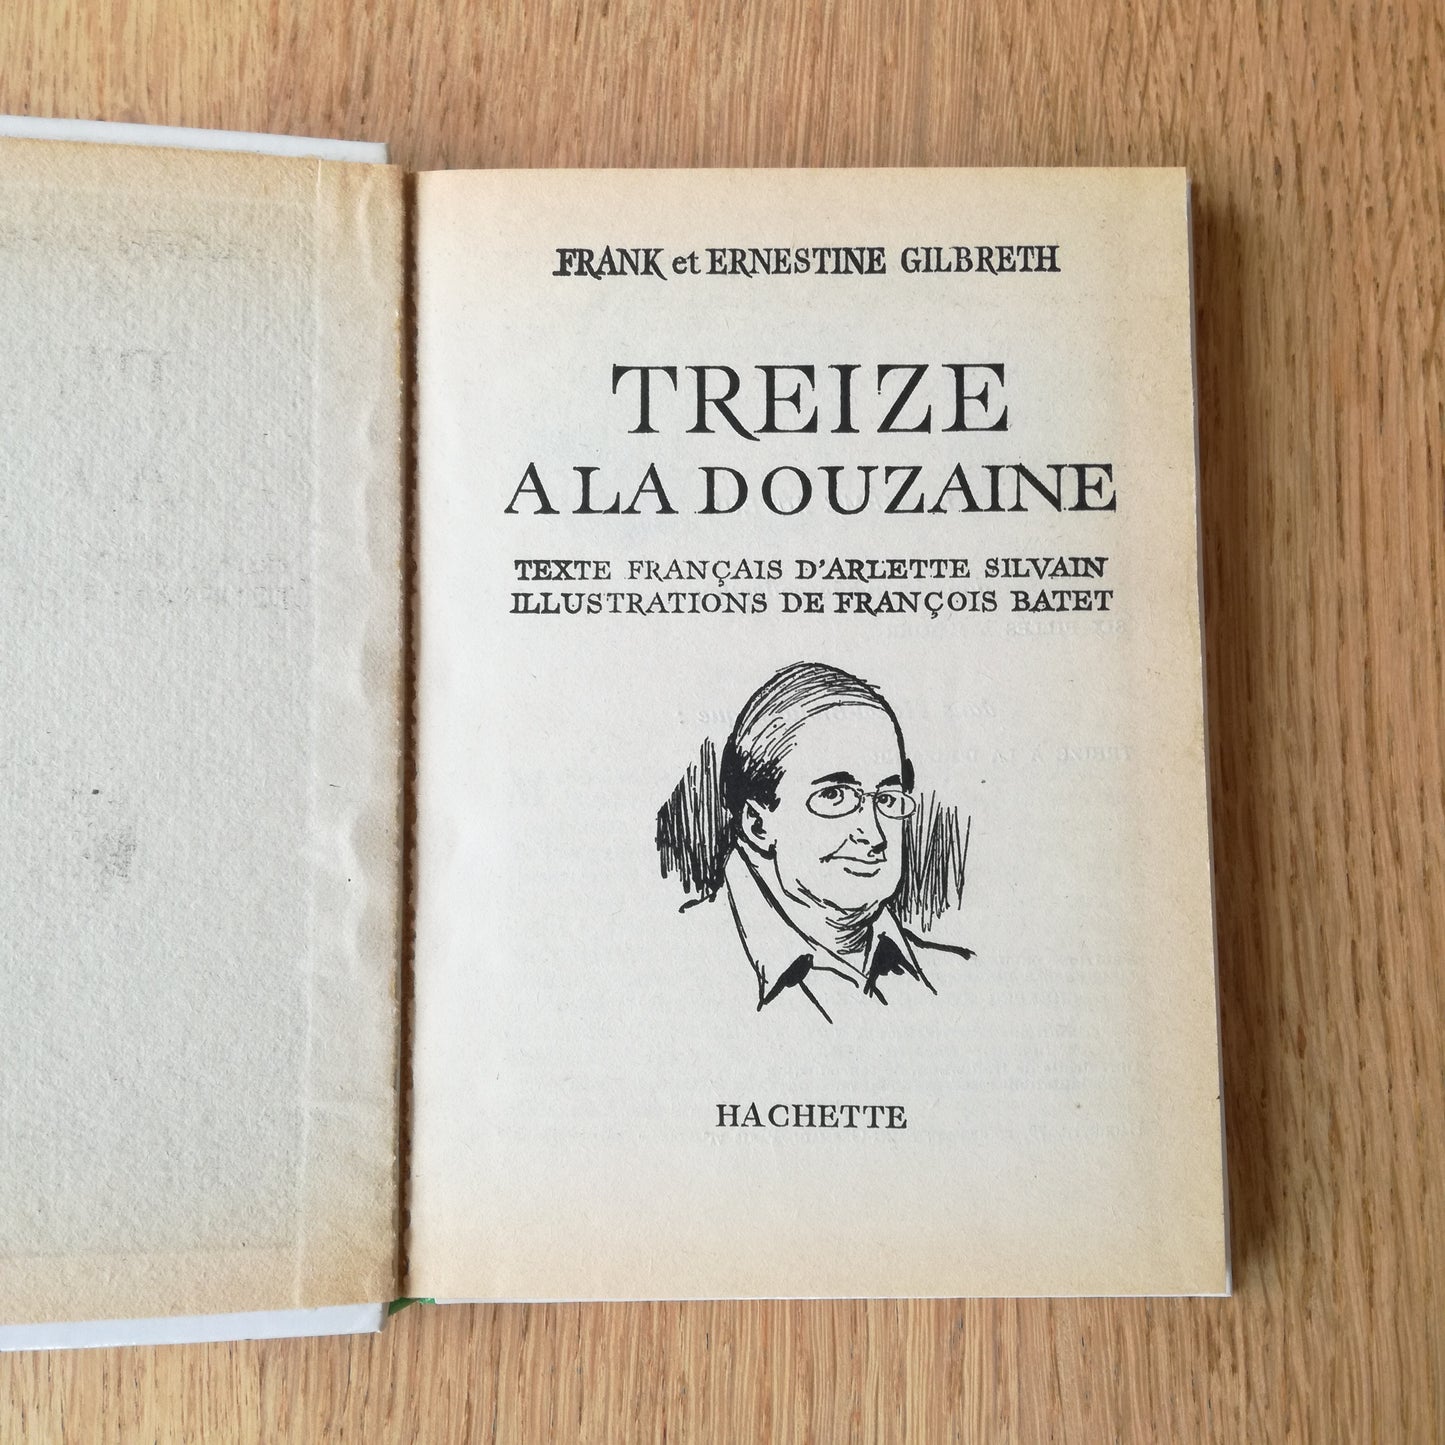 FRANK et ERNESTINE GILBRETH
TREIZE
A LA DOUZAINE
TEXTE FRANÇAIS D'ARLETTE SILVAIN
ILLUSTRATIONS DE FRANÇOIS BATET
HACHETTE